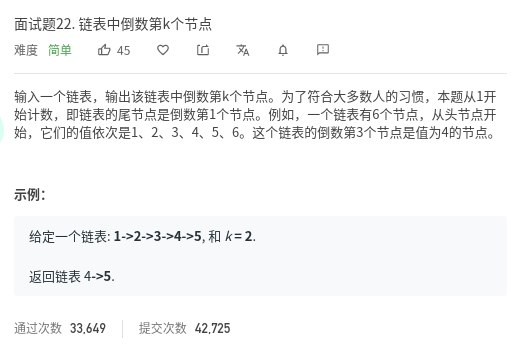 面试题22. 链表中倒数第k个节点
难度 简单 45
输入一个链表，输出该链表中倒数第k个节点。为了符合大多数人的习惯，本题从1开
始计数，即链表的尾节点是倒数第1个节点。例如，一个链表有6个节点，从头节点开
始，它们的值依次是1、2、3、4、5、6。这个链表的倒数第3个节点是值为4的节点。
示例：
给定一个链表: 1->2->3->4->5, 和 k = 2.
返回链表 4->5.
通过次数 33,649 提交次数 42,725